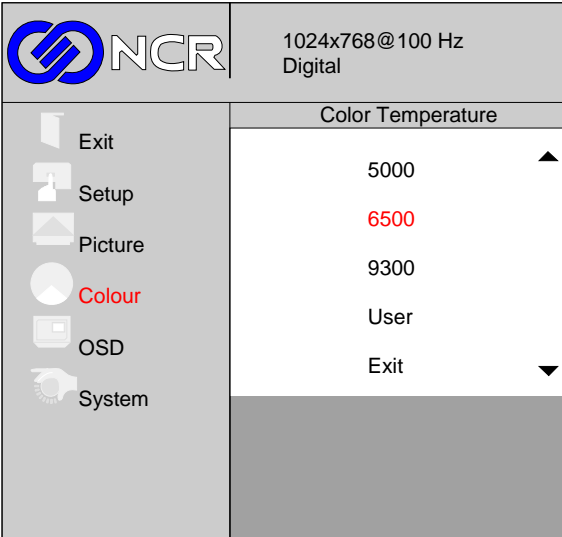 NCR
1024x768@100 Hz
Digital
Color Temperature
Exit
Setup
Picture
Colour
OSD
System
5000
6500
9300
User
Exit